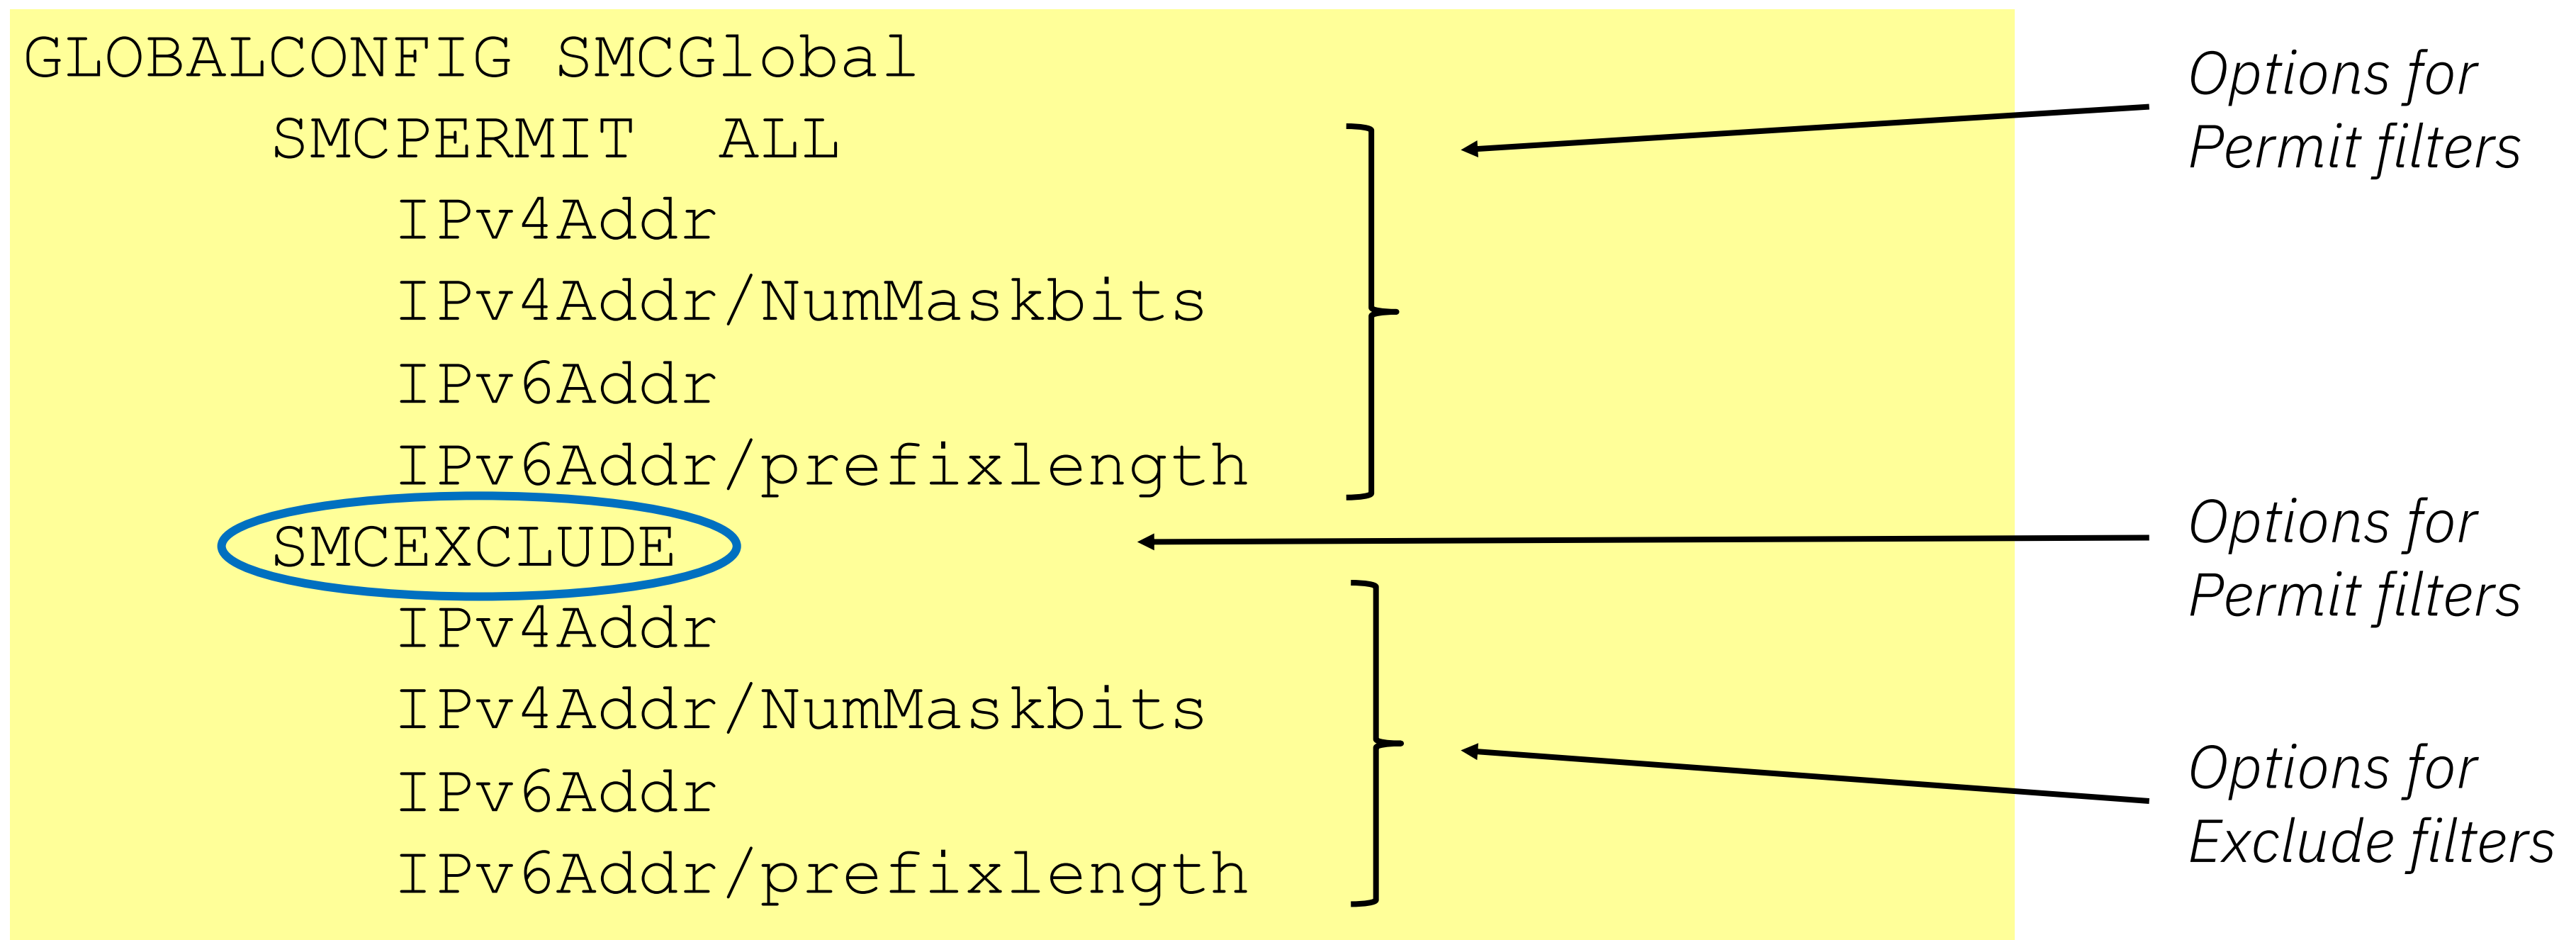 GLOBALCONFIG SMCGlobal
SMCPERMIT ALL
IPv4Addr
IPv4Addr/NumMaskbits
IPv6Addr
IPv6Addr/prefixlength
SMCEXCLUDE
IPv4Addr
IPv4Addr/NumMaskbits
IPv6Addr
IPv6Addr/prefixlength
Options for
Permit filters
Options for
Permit filters
Options for
Exclude filters